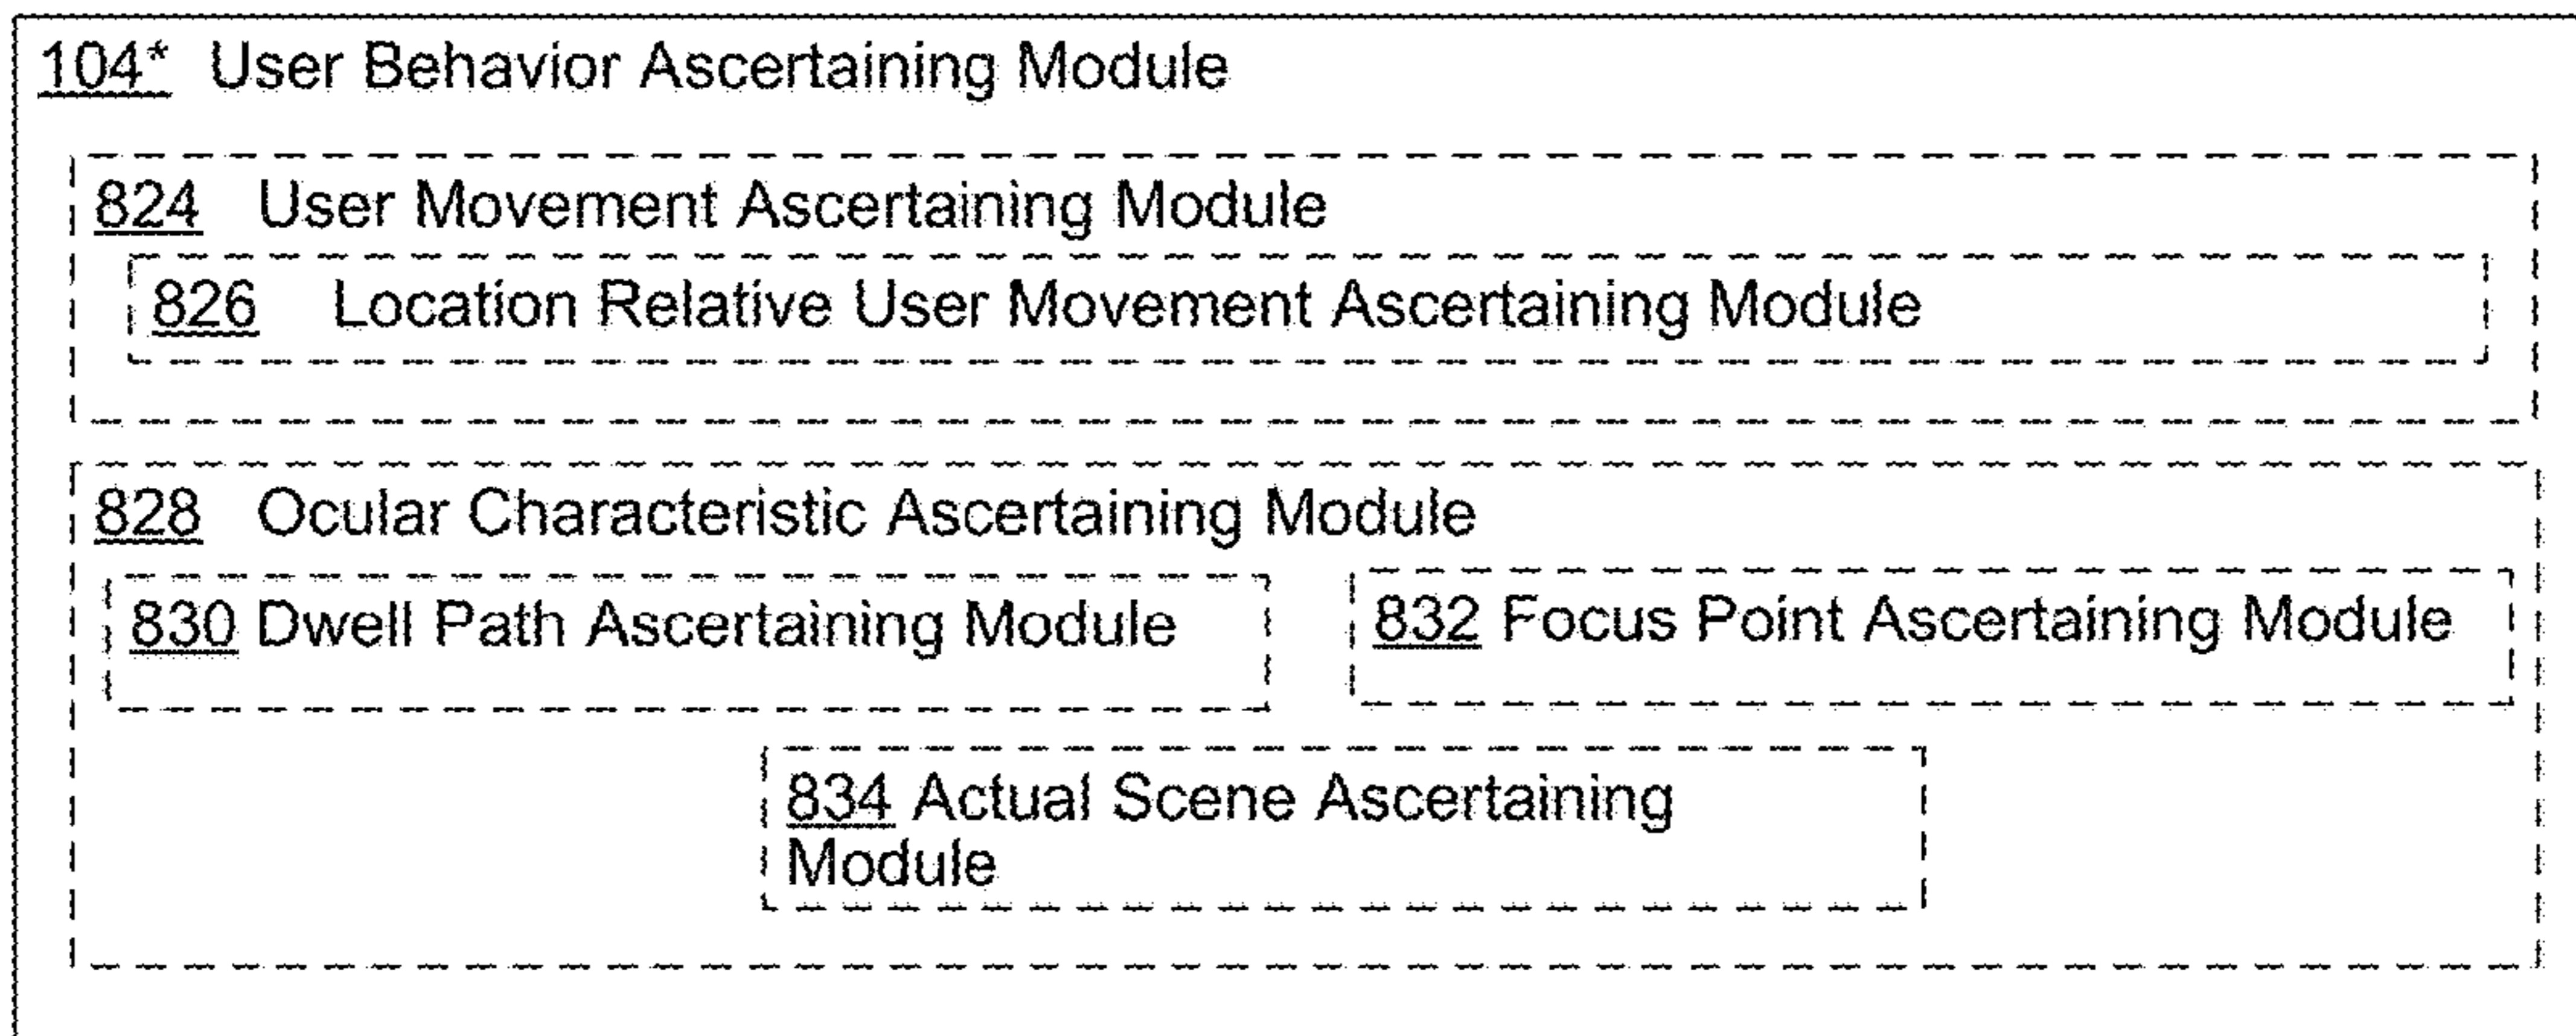 104* User Behavior Ascertaining Module
824 User Movement Ascertaining Module
826 Location Relative User Movement Ascertaining Module
828 Ocular Characteristic Ascertaining Module
830 Dwell Path Ascertaining Module
832 Focus Point Ascertaining Module
834 Actual Scene Ascertaining
Module